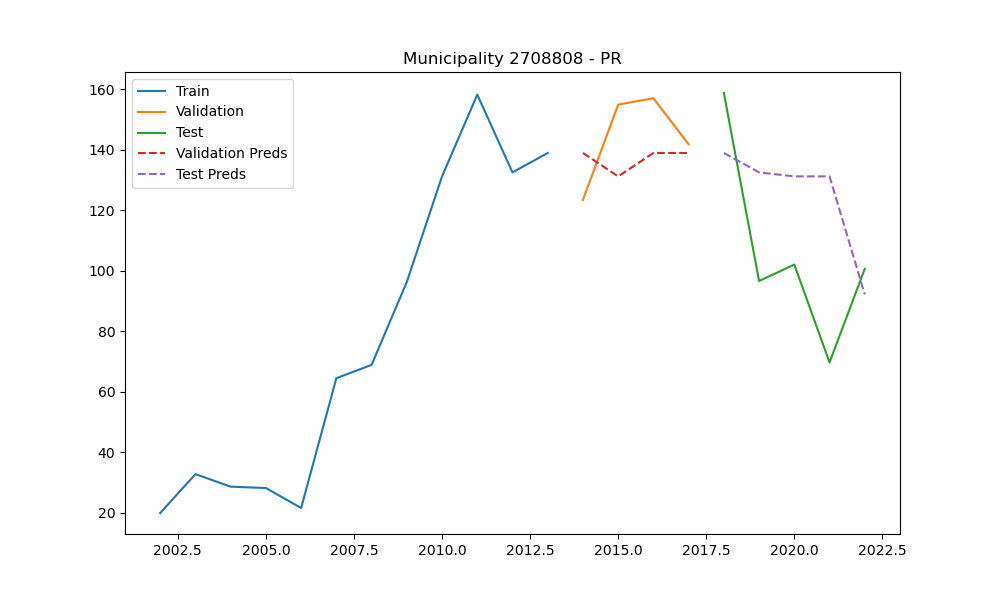 Municipality 2708808 - PR
Train
Validation
Test
Validation Preds
Test Preds
160
140
120
100
80
60
40
20
2002.5 2005.0 2007.5 2010.0 2012.5 2015.0 2017.5 2020.0 2022.5